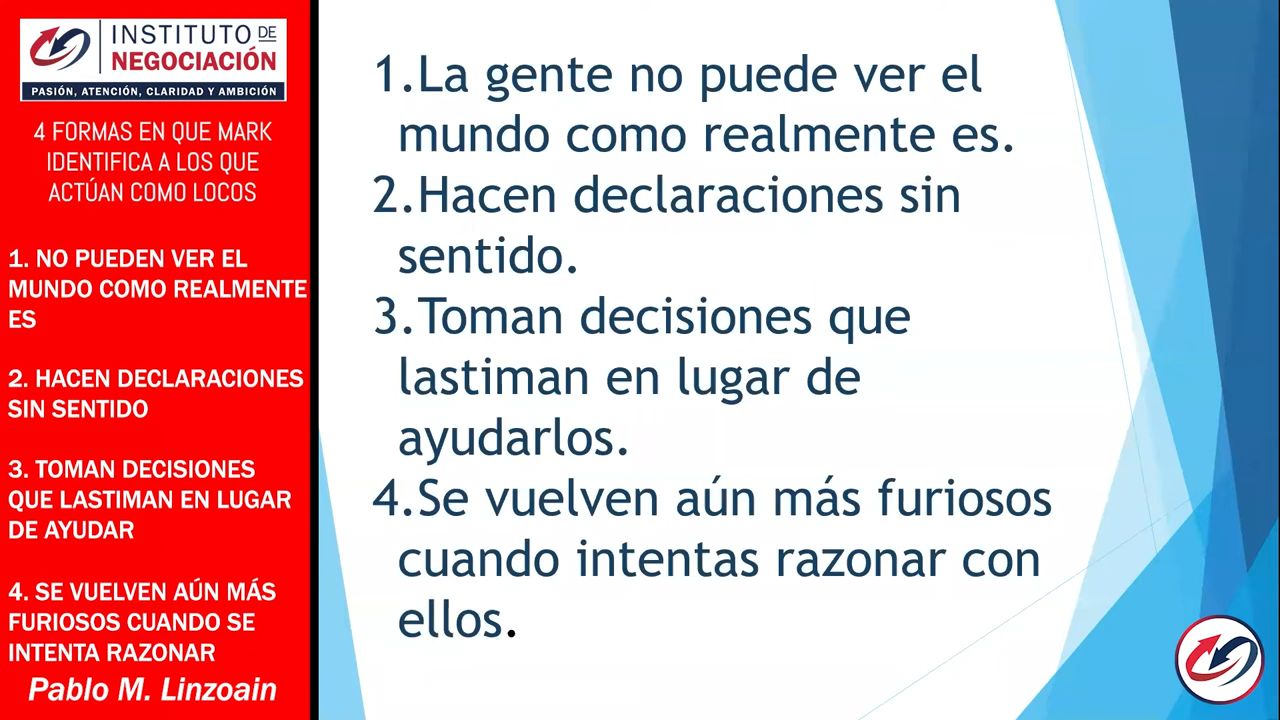 INSTITUTO DE
NEGOCIACIÓN
PASIÓN, ATENCIÓN, CLARIDAD Y AMBICIÓN
4 FORMAS EN QUE MARK
IDENTIFICA A LOS QUE
ACTÚAN COMO LOCOS
1. NO PUEDEN VER EL
MUNDO COMO REALMENTE
ES
2. HACEN DECLARACIONES
SIN SENTIDO
3. TOMAN DECISIONES
QUE LASTIMAN EN LUGAR
DE AYUDAR
4. SE VUELVEN AÚN MÁS
FURIOSOS CUANDO SE
INTENTA RAZONAR
Pablo M. Linzoain
1.La gente no puede ver el
mundo como realmente es.
2.Hacen declaraciones sin
sentido.
3.Toman decisiones que
lastiman en lugar de
ayudarlos.
4.Se vuelven aún más furiosos
cuando intentas razonar con
ellos.